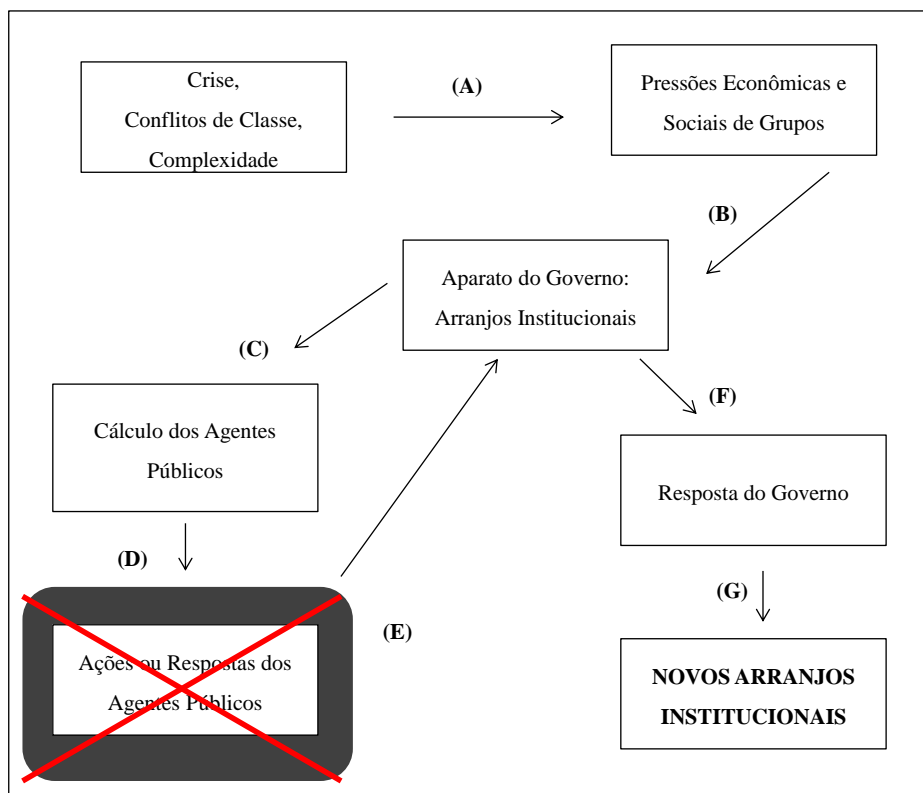 Crise,
Conflitos de Classe,
Complexidade
(A)
Pressões Econômicas e
Sociais de Grupos
(B)
Aparato do Governo:
Arranjos Institucionais
(C)
(F)
Cálculo dos Agentes
Públicos
Resposta do Governo
(D)
(G)
(E)
Ações ou Respostas dos
Agentes Públicos
NOVOS ARRANJOS
INSTITUCIONAIS